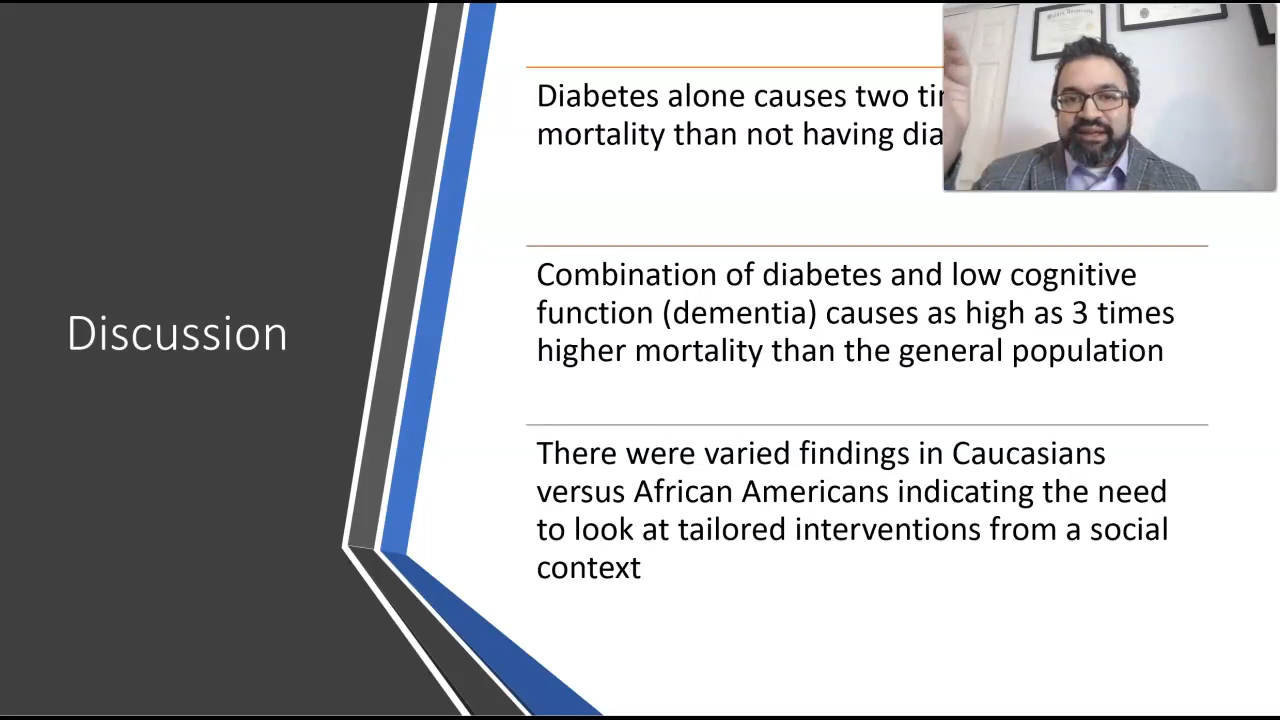 Discussion
Diabetes alone causes two
mortality than not having
Combination of diabetes and low cognitive
function (dementia) causes as high as 3 times
higher mortality than the general population
There were varied findings in Caucasians
versus African Americans indicating the need
to look at tailored interventions from a social
context